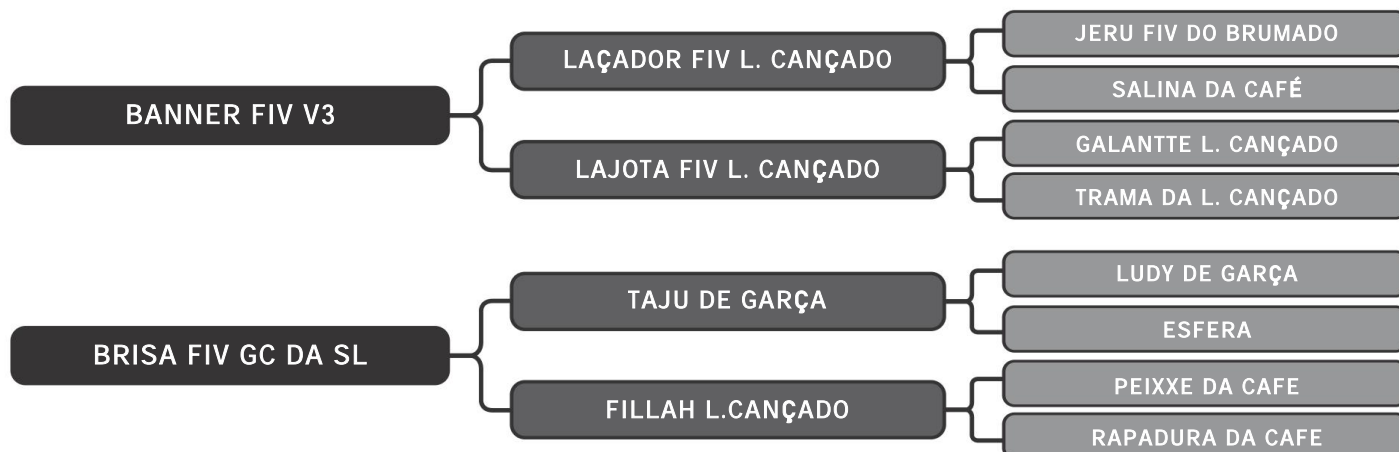 BANNER FIV V3
LAÇADOR FIV L. CANÇADO
JERU FIV DO BRUMADO
SALINA DA CAFÉ
LAJOTA FIV L. CANÇADO
GALANTTE L. CANÇADO
TRAMA DA L. CANÇADO
BRISA FIV GC DA SL
TAJU DE GARÇA
LUDY DE GARÇA
ESFERA
FILLAH L.CANÇADO
PEIXXE DA CAFE
RAPADURA DA CAFE